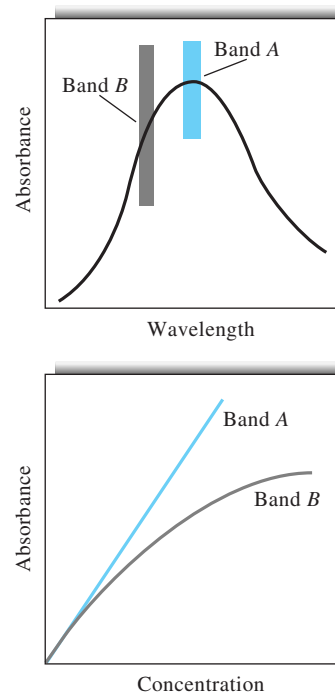 Band A
Band B
Absorbance
Wavelength
Band A
Band B
Absorbance
Concentration